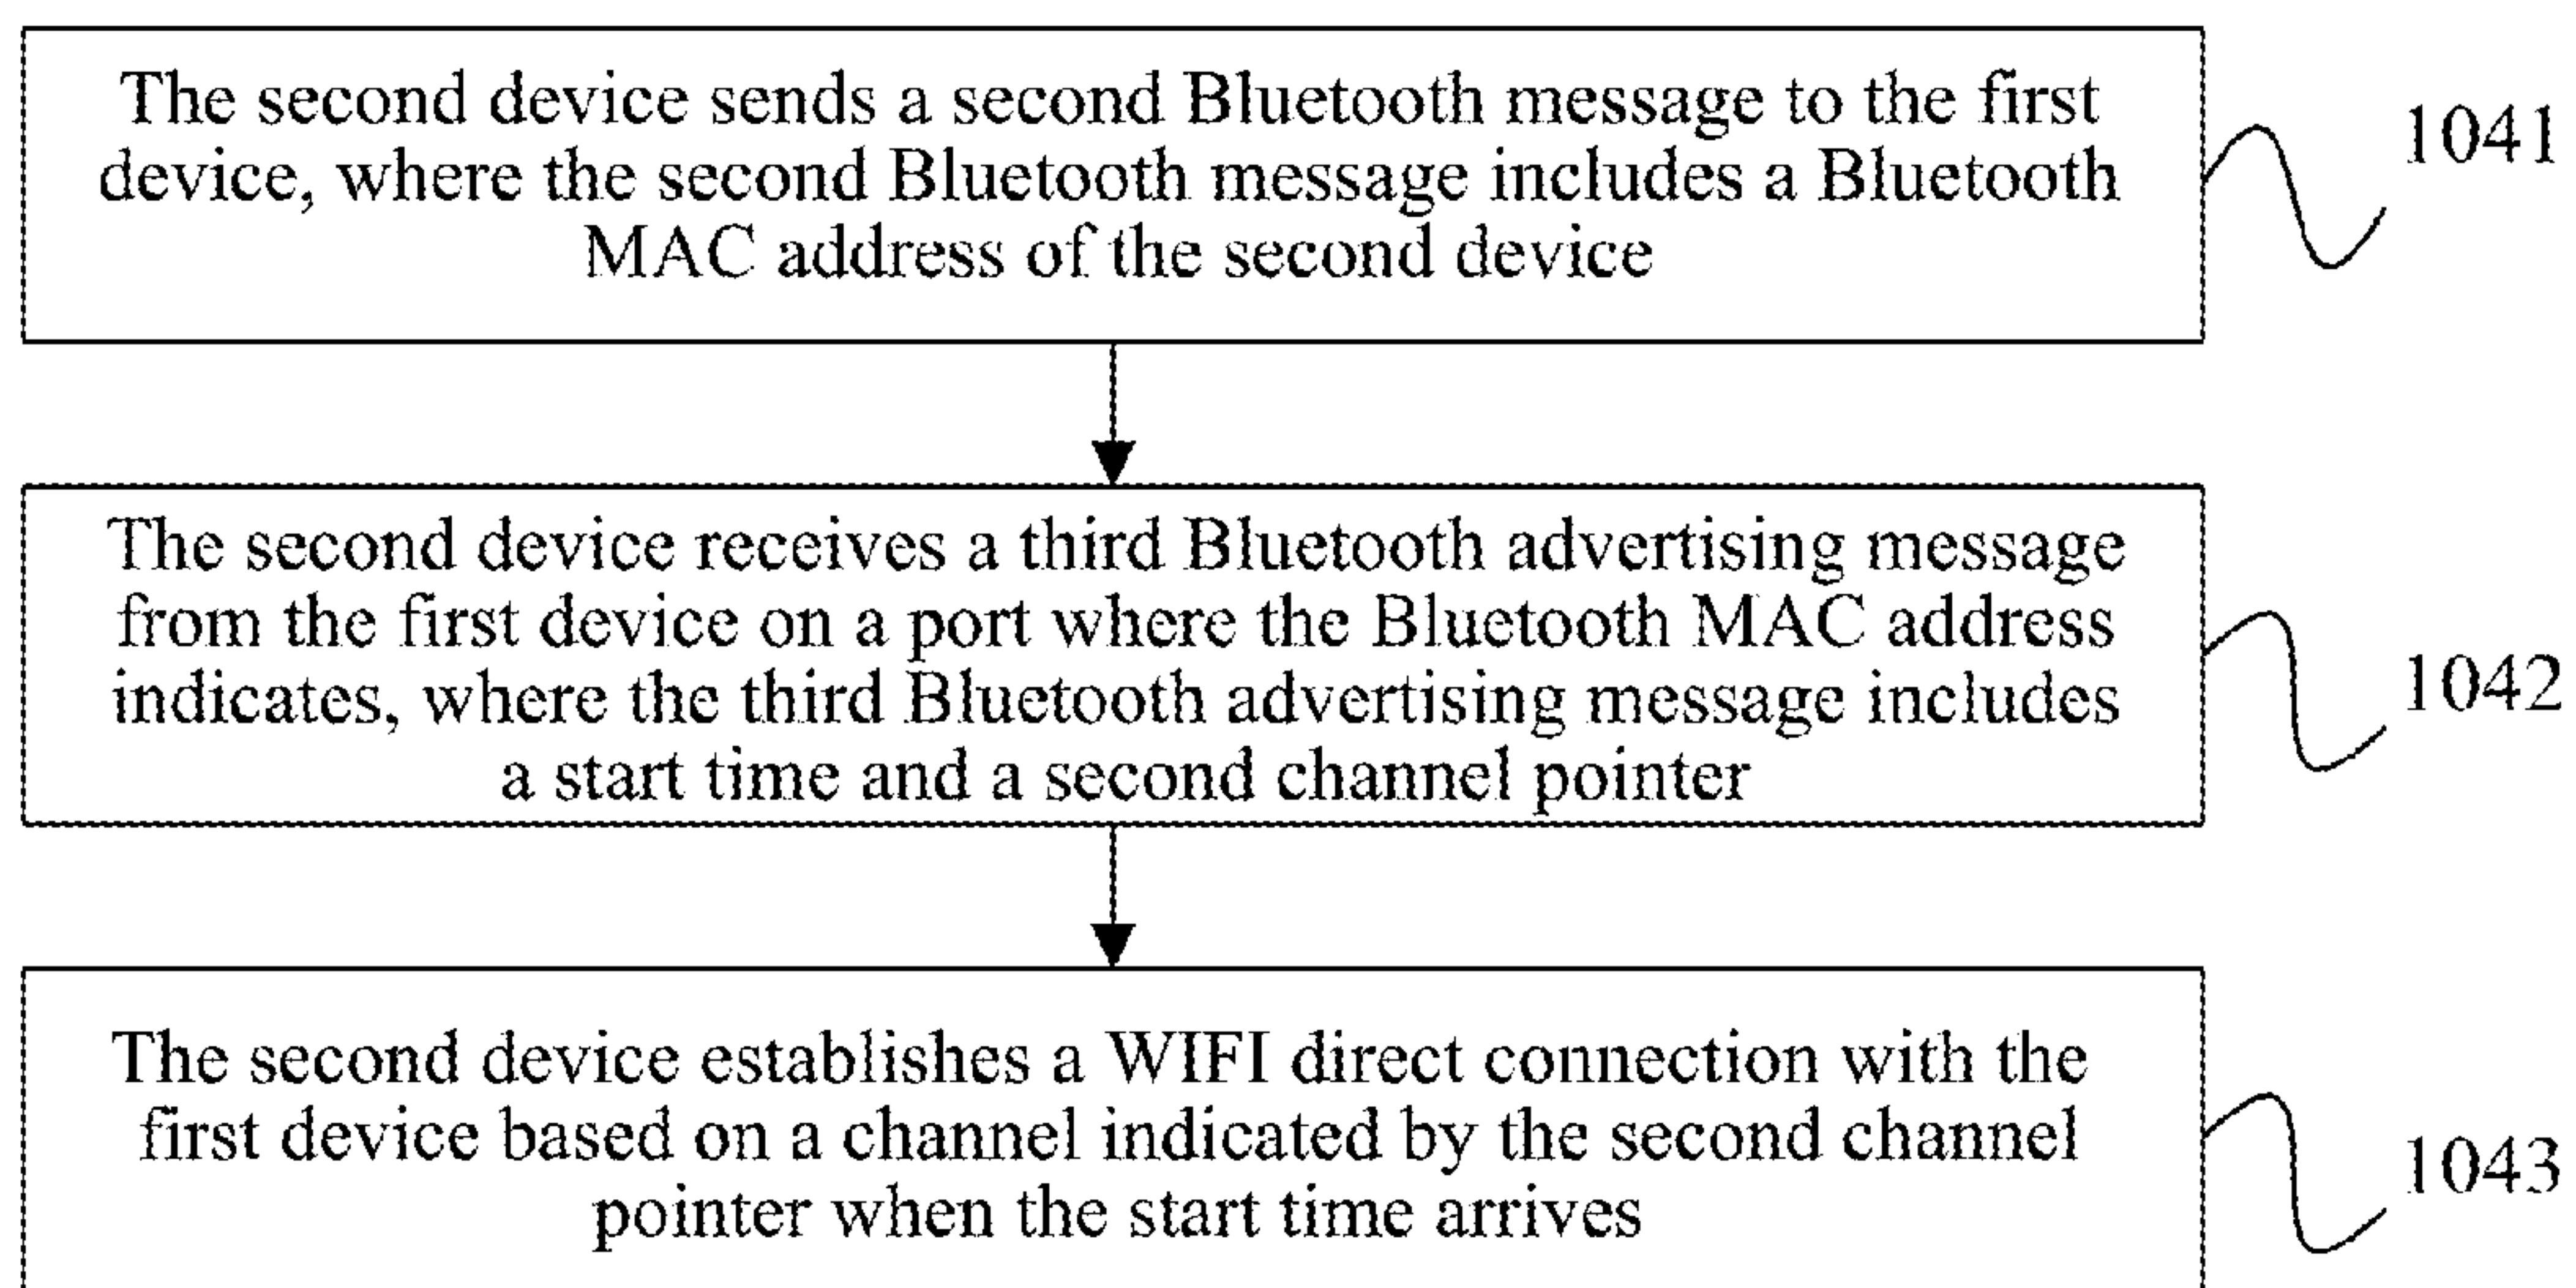 The second device sends a second Bluetooth message to the first
device, where the second Bluetooth message includes a Bluetooth
MAC address of the second device
1041
The second device receives a third Bluetooth advertising message
from the first device on a port where the Bluetooth MAC address
indicates, where the third Bluetooth advertising message includes
a start time and a second channel pointer
1042
The second device establishes a WIFI direct connection with the
first device based on a channel indicated by the second channel
pointer when the start time arrives
1043